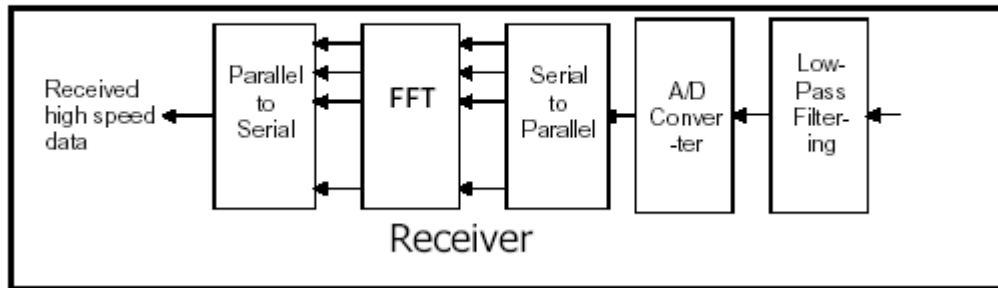 Received
high speed
data
Parallel
to
Serial
FFT
Serial
to
Parallel
A/D
Conver
-ter
Low-
Pass
Filter-
ing
Receiver